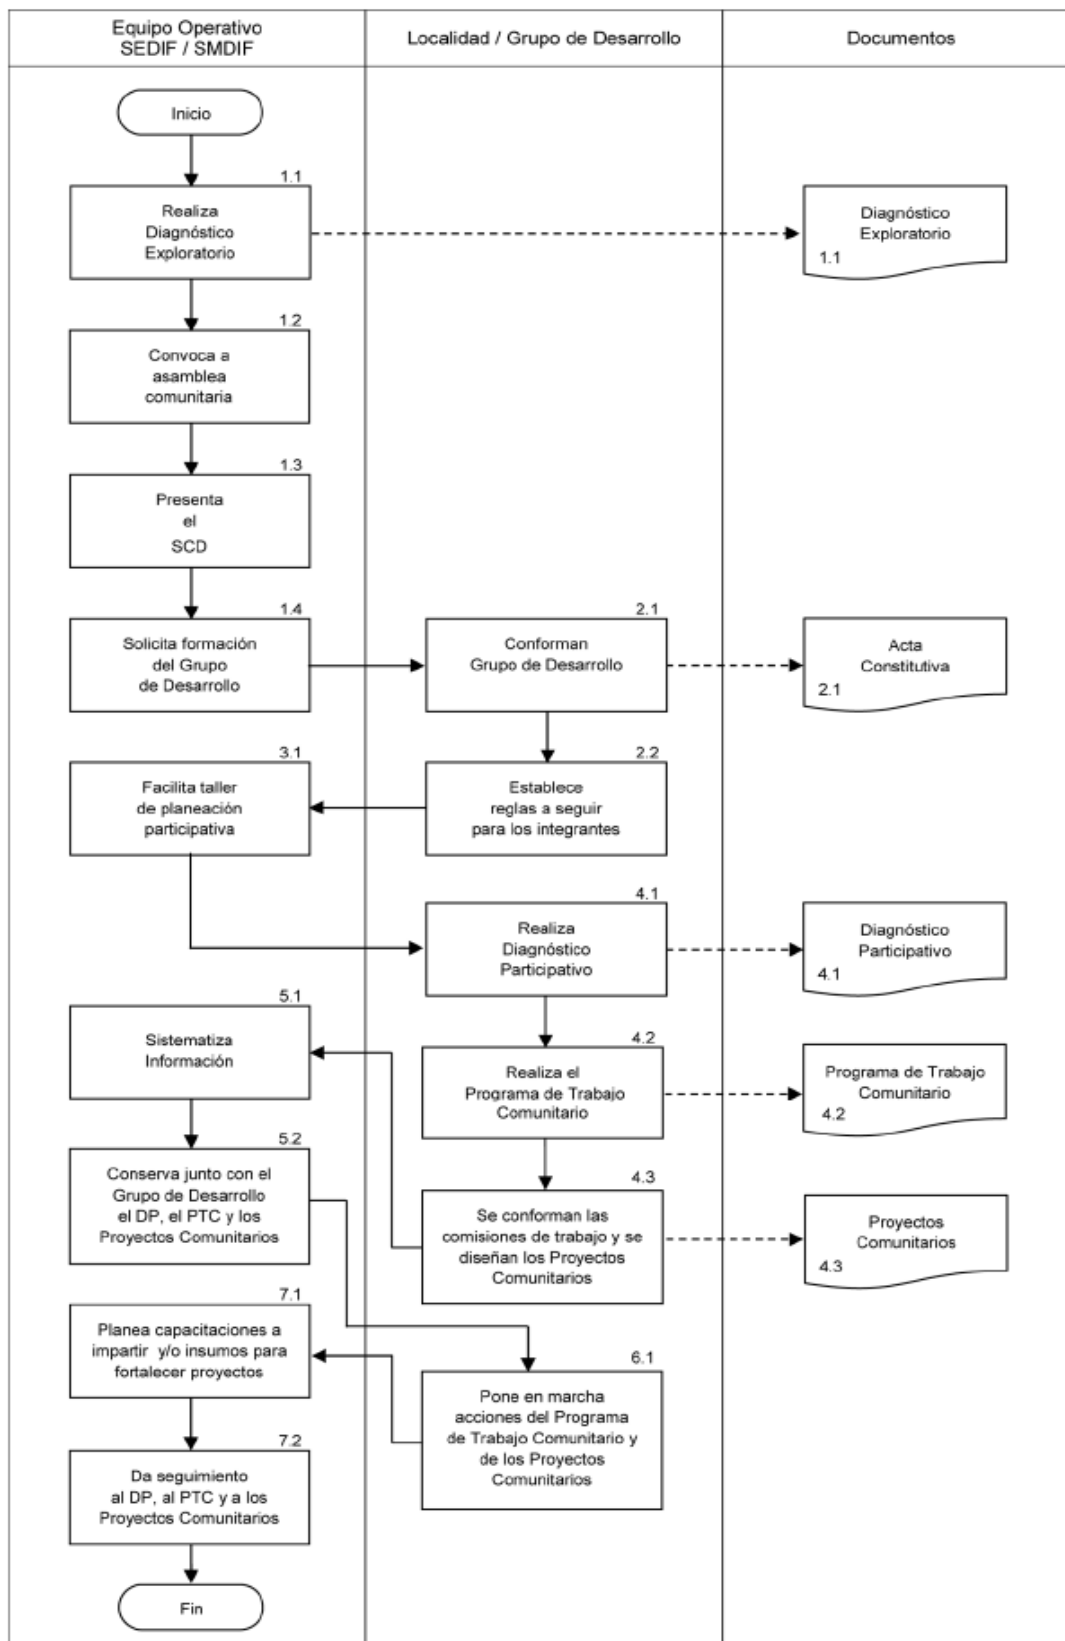 Equipo Operativo
SEDIF / SMDIF
Localidad / Grupo de Desarrollo
Documentos
Inicio
1.1
Realiza
Diagnóstico
Exploratorio
Diagnóstico
Exploratorio
1.1
1.2
Convoca a
asamblea
comunitaria
1.3
Presenta
el
SCD
1.4
Solicita formación
del Grupo
de Desarrollo
2.1
Conforman
Grupo de Desarrollo
Acta
Constitutiva
2.1
2.2
Establece
reglas a seguir
para los integrantes
3.1
Facilita taller
de planeación
participativa
4.1
Realiza
Diagnóstico
Participativo
Diagnóstico
Participativo
4.1
4.2
Realiza el
Programa de Trabajo
Comunitario
Programa de Trabajo
Comunitario
4.2
4.3
Se conforman las
comisiones de trabajo y se
diseñan los Proyectos
Comunitarios
Proyectos
Comunitarios
4.3
5.1
Sistematiza
Información
5.2
Conserva junto con el
Grupo de Desarrollo
el DP, el PTC y los
Proyectos Comunitarios
6.1
Pone en marcha
acciones del Programa
de Trabajo Comunitario y
de los Proyectos
Comunitarios
7.1
Planea capacitaciones a
impartir y/o insumos para
fortalecer proyectos
7.2
Da seguimiento
al DP, al PTC y a los
Proyectos Comunitarios
Fin